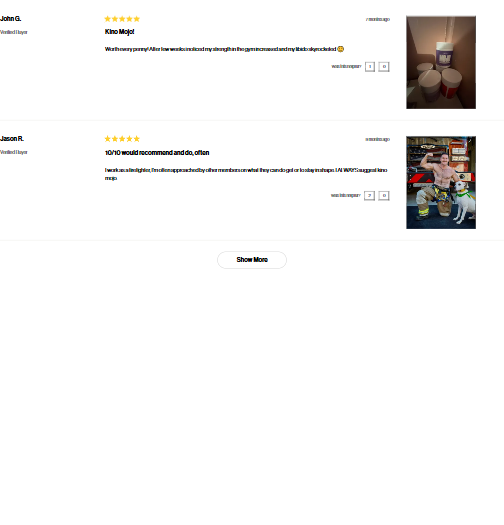 John G.
Verified buyer
Kino Mojo!
Worth every penny! After few weeks i noticed my strength in the gym increased and my libido skyrocketed 😊
Was this helpful?
Jason R.
Verified buyer
10/10 would recommend and do, often
I work as a firefighter, I'm often approached by other members on what they can do get or to stay in shape. I ALWAYS suggest kino
mojo
Was this helpful?
Show More